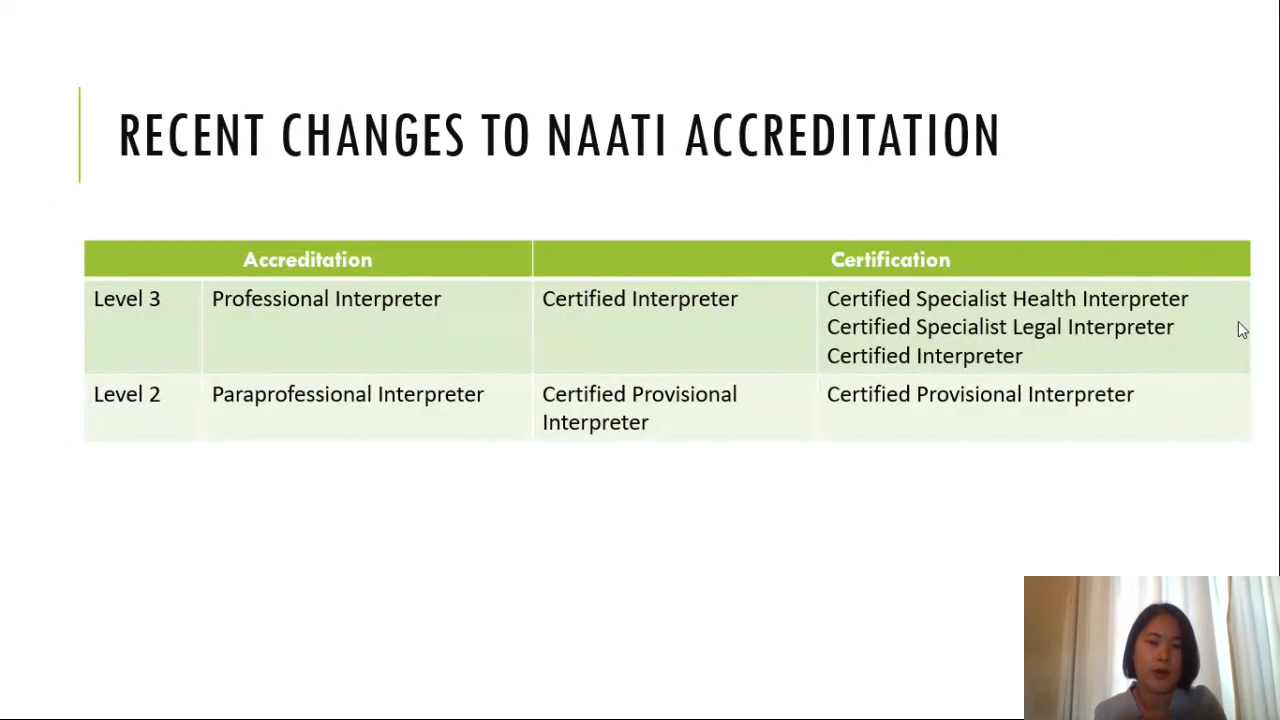 RECENT CHANGES TO NAATI ACCREDITATION
Accreditation Certification
Level 3 Professional Interpreter Certified Interpreter Certified Specialist Health Interpreter
Certified Specialist Legal Interpreter
Certified Interpreter
Level 2 Paraprofessional Interpreter Certified Provisional Certified Provisional Interpreter
Interpreter